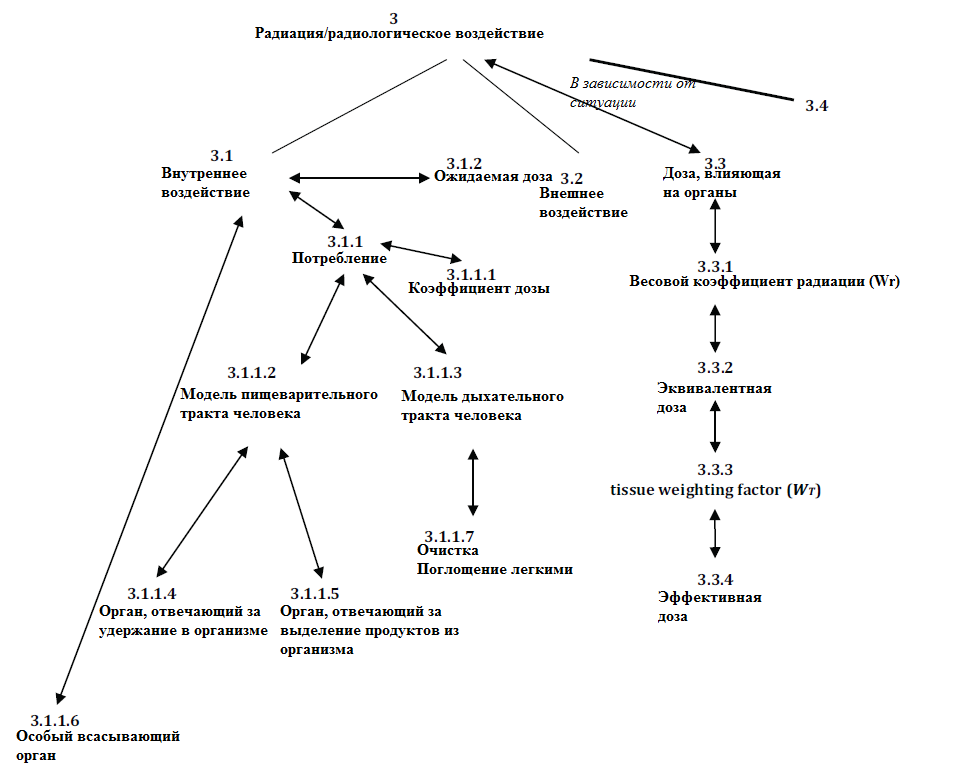 3
Радиация/радиологическое воздействие
В зависимости от
ситуации
3.4
3.1
Внутреннее
воздействие
3.1.2
Ожидаемая доза
3.2
Внешнее
воздействие
3.3
Доза, влияющая
на органы
3.1.1
Потребление
3.1.1.1
Коэффициент дозы
3.3.1
Весовой коэффициент радиации (Wr)
3.1.1.2
Модель пищеварительного
тракта человека
3.1.1.3
Модель дыхательного
тракта человека
3.3.2
Эквивалентная
доза
3.3.3
tissue weighting factor (WT)
3.1.1.7
Очистка
Поглощение легкими
3.3.4
Эффективная
доза
3.1.1.4
Орган, отвечающий за
удержание в организме
3.1.1.5
Орган, отвечающий за
выделение продуктов из
организма
3.1.1.6
Особый всасывающий
орган